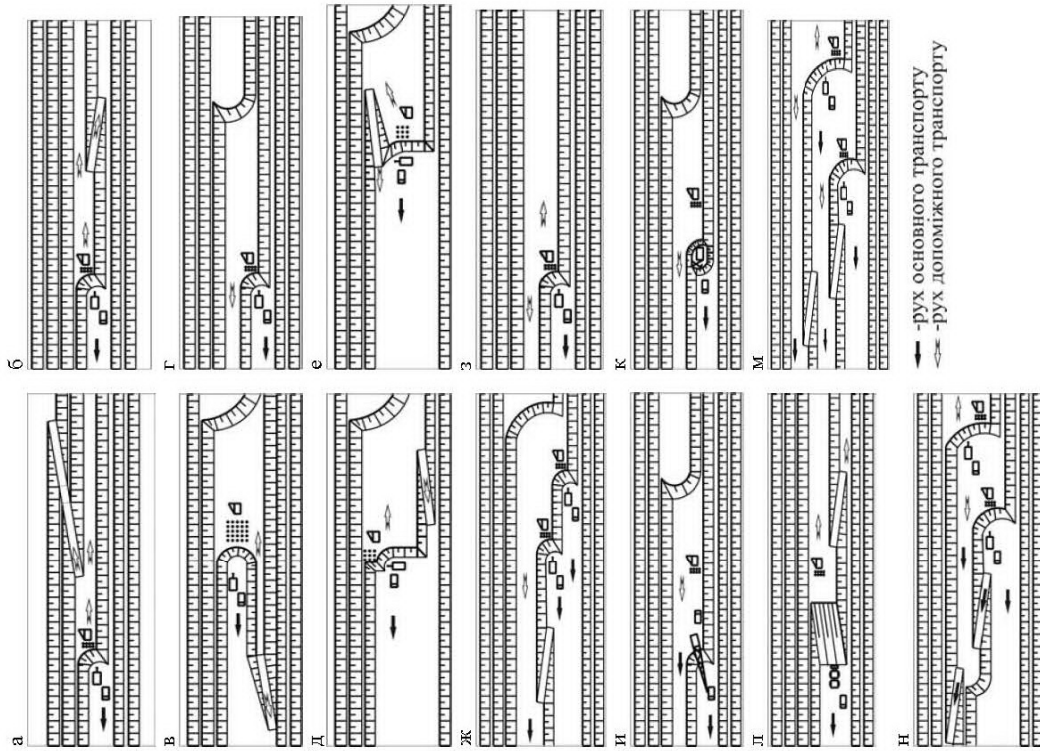 а
б
в
г
д
е
ж
з
и
к
л
м
н
-рух основного транспорту
-рух допоміжного транспорту